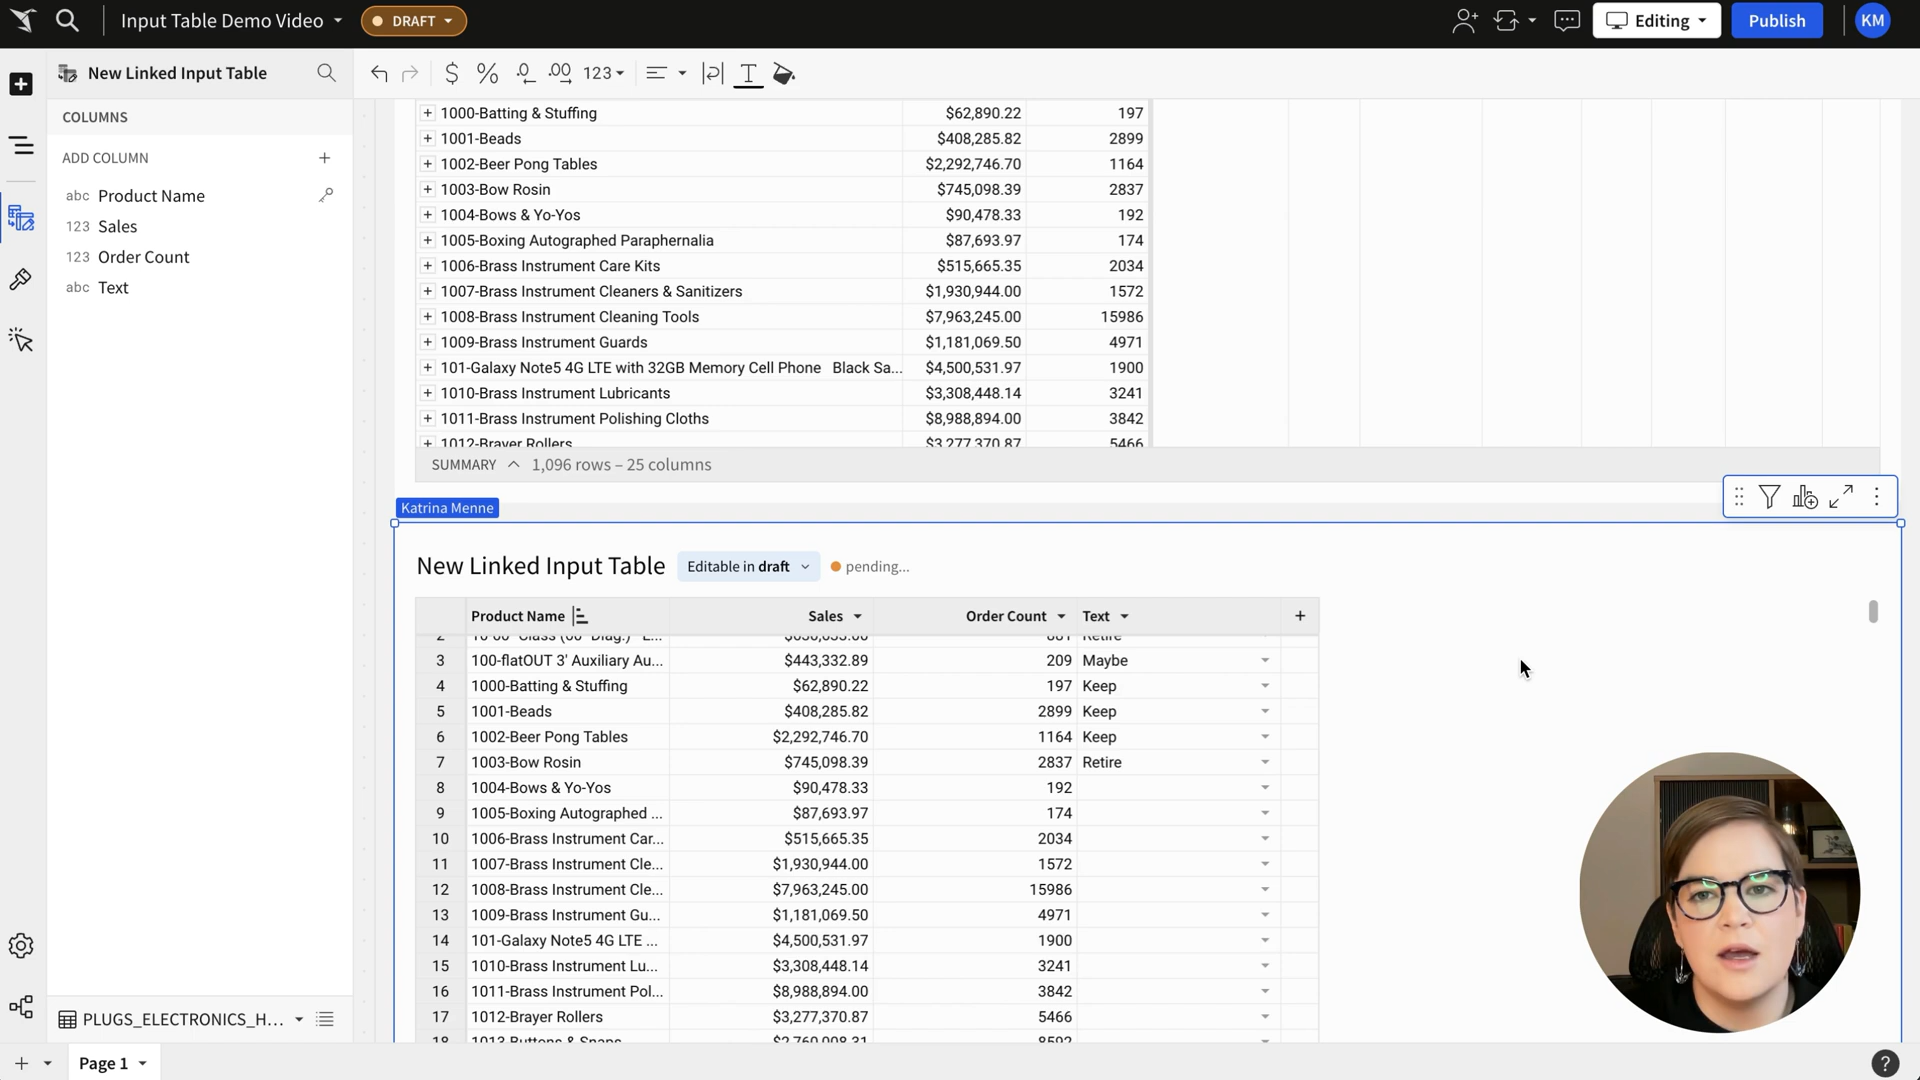 Input Table Demo Video
DRAFT
Editing
Publish
KM
New Linked Input Table
$ % .0 .00 123
COLUMNS
ADD COLUMN
abc Product Name
123 Sales
123 Order Count
abc Text
1000-Batting & Stuffing $62,890.22 197
1001-Beads $408,285.82 2899
1002-Beer Pong Tables $2,292,746.70 1164
1003-Bow Rosin $745,098.39 2837
1004-Bows & Yo-Yos $90,478.33 192
1005-Boxing Autographed Paraphernalia $87,693.97 174
1006-Brass Instrument Care Kits $515,665.35 2034
1007-Brass Instrument Cleaners & Sanitizers $1,930,944.00 1572
1008-Brass Instrument Cleaning Tools $7,963,245.00 15986
1009-Brass Instrument Guards $1,181,069.50 4971
101-Galaxy Note5 4G LTE with 32GB Memory Cell Phone Black Sa... $4,500,531.97 1900
1010-Brass Instrument Lubricants $3,308,448.14 3241
1011-Brass Instrument Polishing Cloths $8,988,894.00 3842
1012-Brayer Rollers $3,277,370.87 5466
SUMMARY 1,096 rows – 25 columns
Katrina Menne
New Linked Input Table
Editable in draft
pending...
Product Name Sales Order Count Text +
2 Retire
3 100-flatOUT 3' Auxiliary Au... $443,332.89 209 Maybe
4 1000-Batting & Stuffing $62,890.22 197 Keep
5 1001-Beads $408,285.82 2899 Keep
6 1002-Beer Pong Tables $2,292,746.70 1164 Keep
7 1003-Bow Rosin $745,098.39 2837 Retire
8 1004-Bows & Yo-Yos $90,478.33 192
9 1005-Boxing Autographed ... $87,693.97 174
10 1006-Brass Instrument Car... $515,665.35 2034
11 1007-Brass Instrument Cle... $1,930,944.00 1572
12 1008-Brass Instrument Cle... $7,963,245.00 15986
13 1009-Brass Instrument Gu... $1,181,069.50 4971
14 101-Galaxy Note5 4G LTE ... $4,500,531.97 1900
15 1010-Brass Instrument Lu... $3,308,448.14 3241
16 1011-Brass Instrument Pol... $8,988,894.00 3842
17 1012-Brayer Rollers $3,277,370.87 5466
18 1013-Buttons & Snaps 8592
PLUGS_ELECTRONICS_H...
Page 1
?